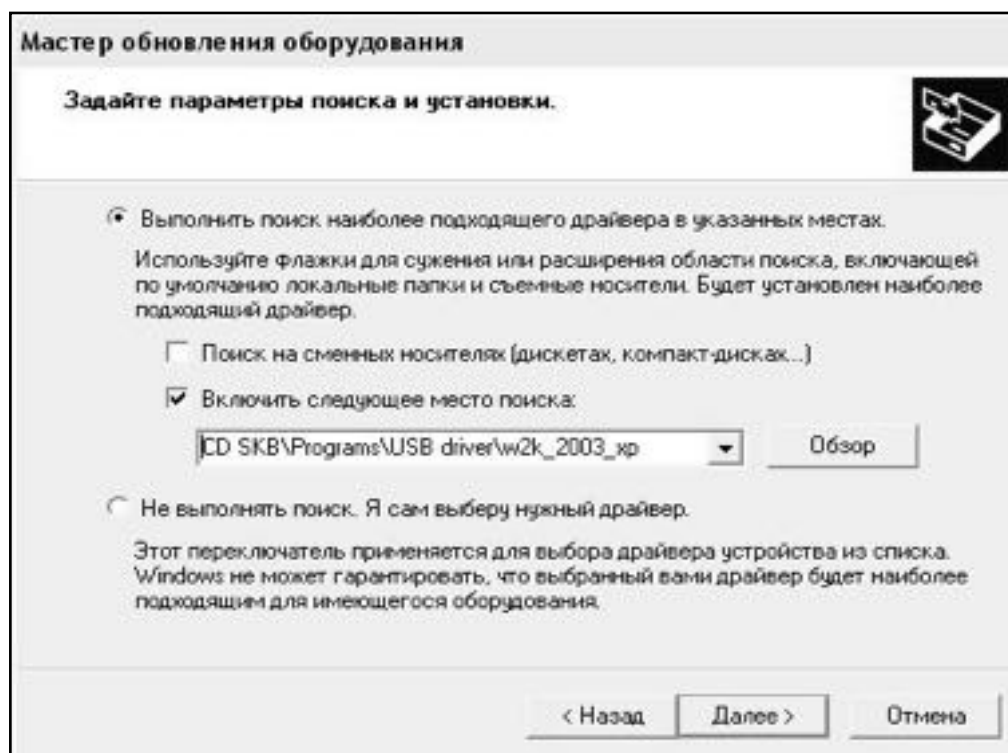 Мастер обновления оборудования
Задайте параметры поиска и установки.
Выполнить поиск наиболее подходящего драйвера в указанных местах.
Используйте флажки для сужения или расширения области поиска, включающей
по умолчанию локальные папки и съемные носители. Будет установлен наиболее
подходящий драйвер.
Поиск на сменных носителях (дискетах, компакт-дисках...)
Включить следующее место поиска:
CD SKB\Programs\USB driver\w2k_2003_xp
Обзор
Не выполнять поиск. Я сам выберу нужный драйвер.
Этот переключатель применяется для выбора драйвера устройства из списка.
Windows не может гарантировать, что выбранный вами драйвер будет наиболее
подходящим для имеющегося оборудования.
< Назад Далее > Отмена